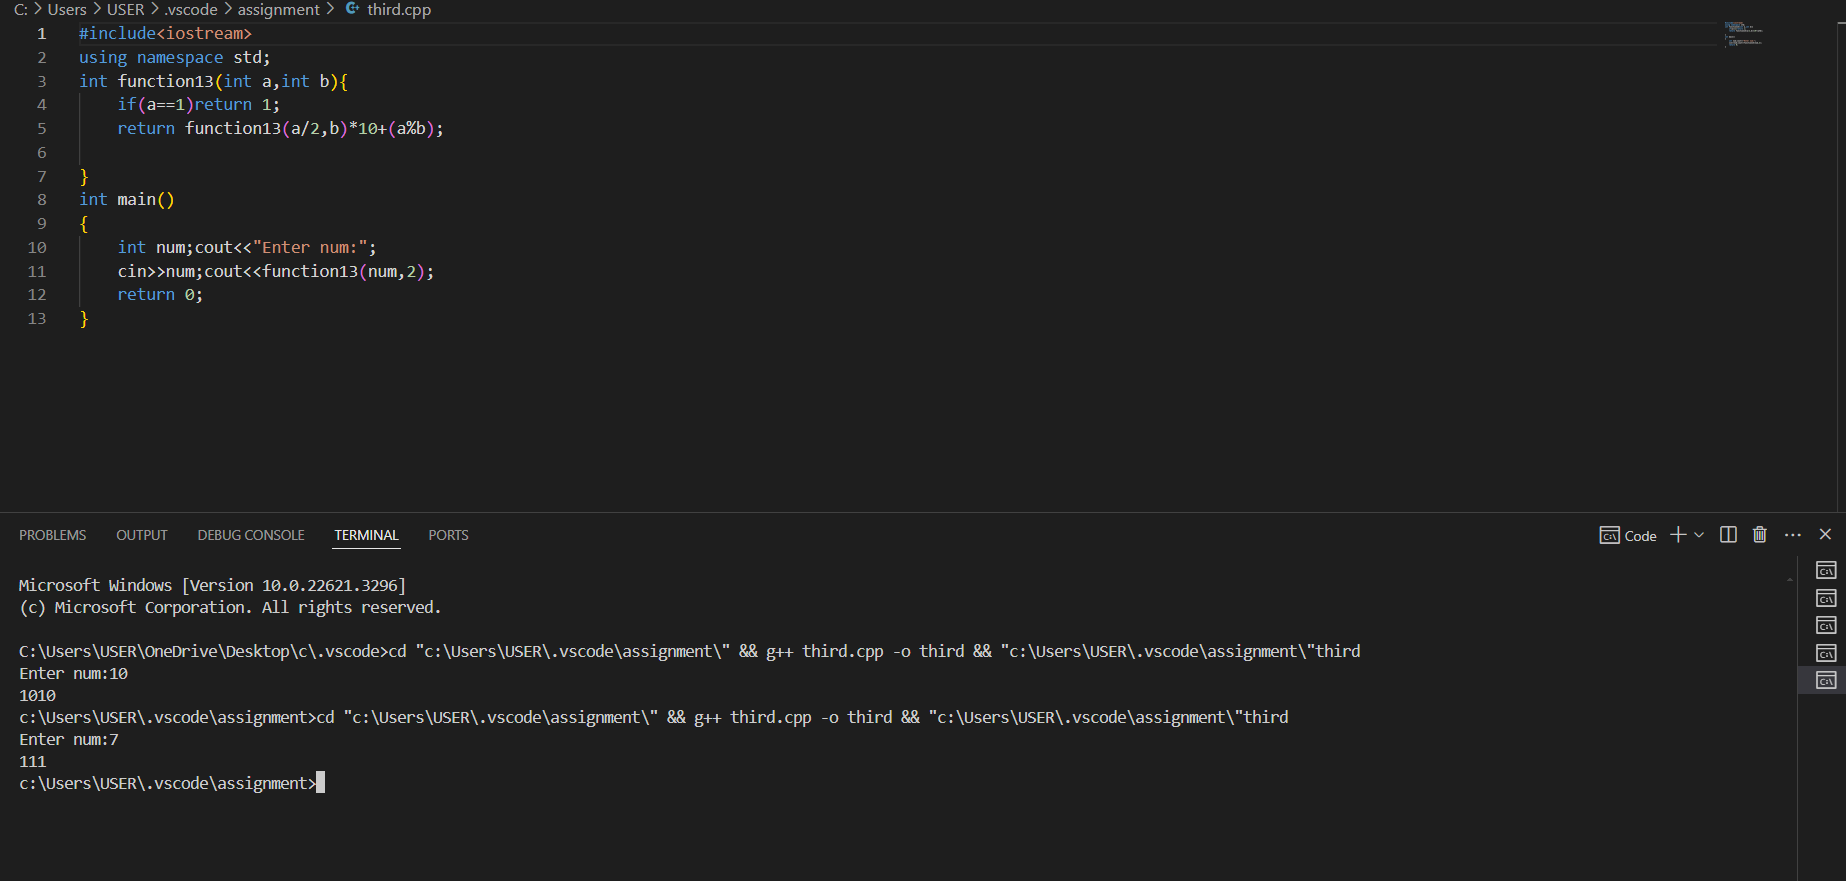 C: > Users > USER > .vscode > assignment > third.cpp
1 #include<iostream>
2 using namespace std;
3 int function13(int a,int b){
4     if(a==1)return 1;
5     return function13(a/2,b)*10+(a%b);
6
7 }
8 int main()
9 {
10     int num;cout<<"Enter num:";
11     cin>>num;cout<<function13(num,2);
12     return 0;
13 }
PROBLEMS OUTPUT DEBUG CONSOLE TERMINAL PORTS Code
Microsoft Windows [Version 10.0.22621.3296]
(c) Microsoft Corporation. All rights reserved.
C:\Users\USER\OneDrive\Desktop\c\.vscode>cd "c:\Users\USER\.vscode\assignment\" && g++ third.cpp -o third && "c:\Users\USER\.vscode\assignment\"third
Enter num:10
1010
c:\Users\USER\.vscode\assignment>cd "c:\Users\USER\.vscode\assignment\" && g++ third.cpp -o third && "c:\Users\USER\.vscode\assignment\"third
Enter num:7
111
c:\Users\USER\.vscode\assignment>